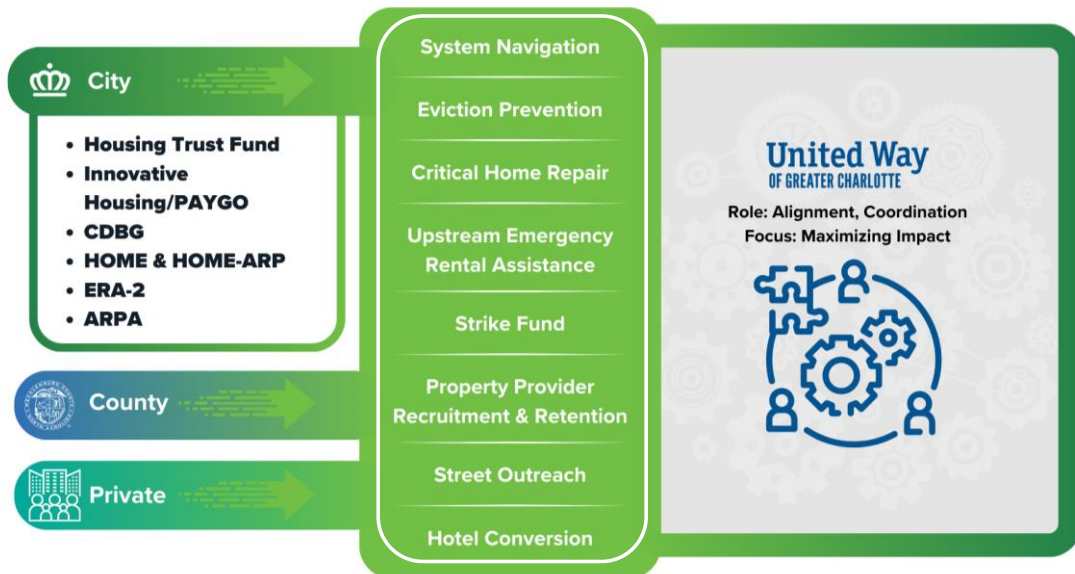 City
• Housing Trust Fund
• Innovative
Housing/PAYGO
• CDBG
• HOME & HOME-ARP
• ERA-2
• ARPA
County
Private
System Navigation
Eviction Prevention
Critical Home Repair
Upstream Emergency
Rental Assistance
Strike Fund
Property Provider
Recruitment & Retention
Street Outreach
Hotel Conversion
United Way
OF GREATER CHARLOTTE
Role: Alignment, Coordination
Focus: Maximizing Impact